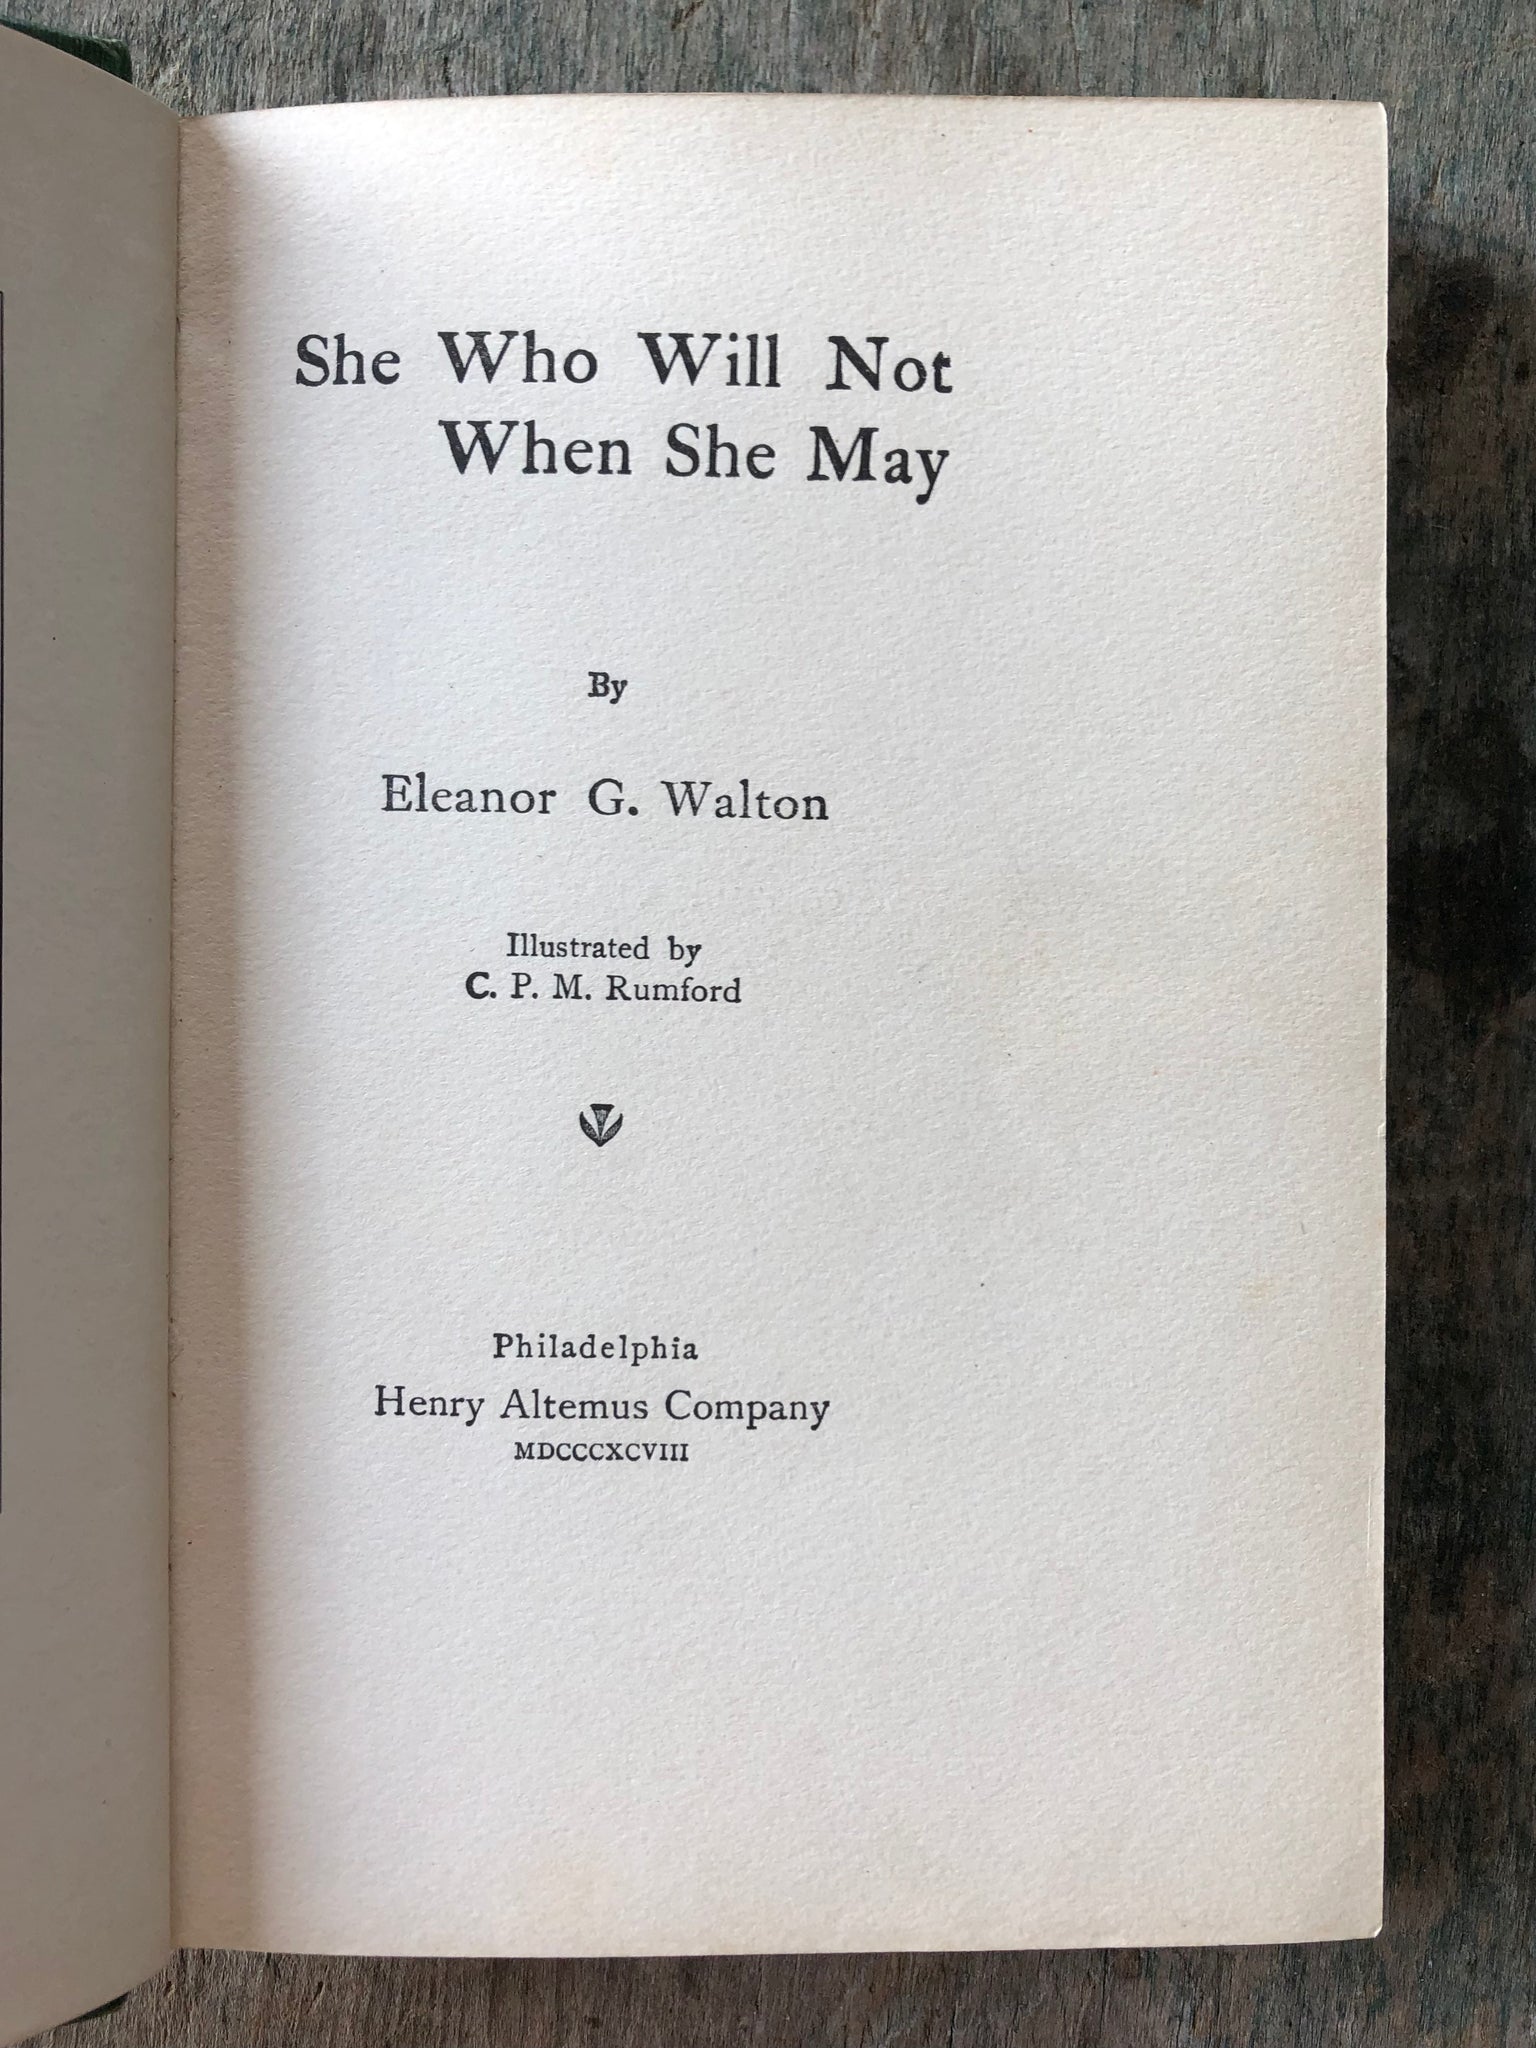 She Who Will Not
When She May
By
Eleanor G. Walton
Illustrated by
C. P. M. Rumford
Philadelphia
Henry Altemus Company
MDCCCXCVIII